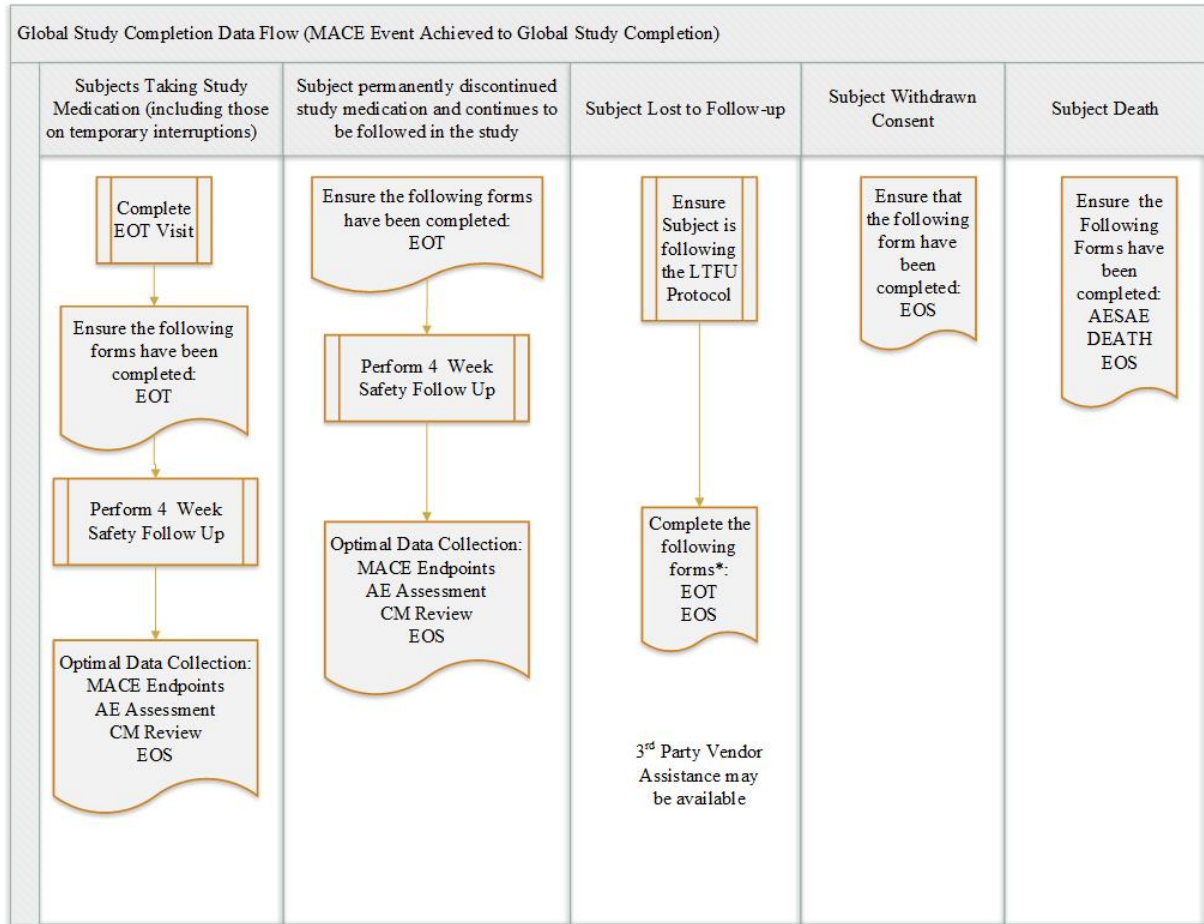 Global Study Completion Data Flow (MACE Event Achieved to Global Study Completion)
Subjects Taking Study
Medication (including those
on temporary interruptions)
Subject permanently discontinued
study medication and continues to
be followed in the study
Subject Lost to Follow-up
Subject Withdrawn
Consent
Subject Death
Complete
EOT Visit
Ensure the following
forms have been
completed:
EOT
Perform 4 Week
Safety Follow Up
Optimal Data Collection:
MACE Endpoints
AE Assessment
CM Review
EOS
Ensure the following forms
have been completed:
EOT
Perform 4 Week
Safety Follow Up
Optimal Data Collection:
MACE Endpoints
AE Assessment
CM Review
EOS
Ensure
Subject is
following
the LTFU
Protocol
Complete the
following
forms*:
EOT
EOS
3rd Party Vendor
Assistance may
be available
Ensure that
the following
form have
been
completed:
EOS
Ensure the
Following
Forms have
been
completed:
AESAE
DEATH
EOS